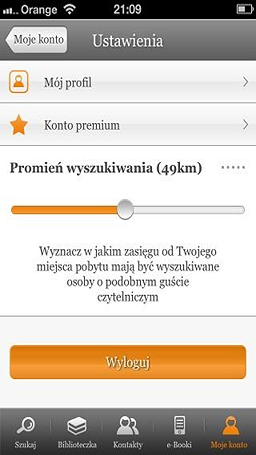 ..ıl Orange 21:09
Moje konto Ustawienia
Mój profil
Konto premium
Promień wyszukiwania (49km)
Wyznacz w jakim zasięgu od Twojego
miejsca pobytu mają być wyszukiwane
osoby o podobnym guście
czytelniczym
Wyloguj
Szukaj Biblioteczka Kontakty e-Booki Moje konto